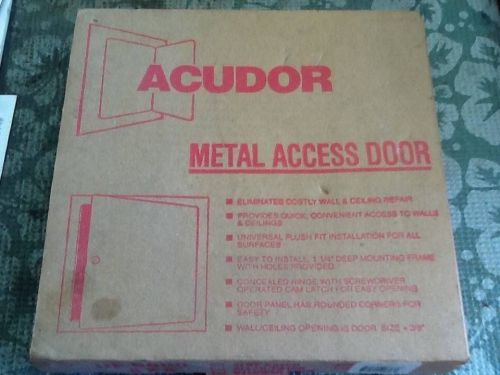 ACUDOR
METAL ACCESS DOOR
ELIMINATES COSTLY WALL & CEILING REPAIR
PROVIDES QUICK, CONVENIENT ACCESS TO WALLS
& CEILINGS
UNIVERSAL FLUSH FIT INSTALLATION FOR ALL
SURFACES
EASY TO INSTALL, 1 1/4" DEEP MOUNTING FRAME
WITH HOLES PROVIDED
CONCEALED HINGE WITH SCREWDRIVER
OPERATED CAM LATCH FOR EASY OPENING
DOOR PANEL HAS ROUNDED CORNERS FOR
SAFETY
WALL/CEILING OPENING IS DOOR SIZE + 3/8"